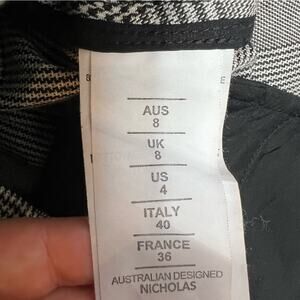 AUS
8
UK
8
US
4
ITALY
40
FRANCE
36
AUSTRALIAN DESIGNED
NICHOLAS